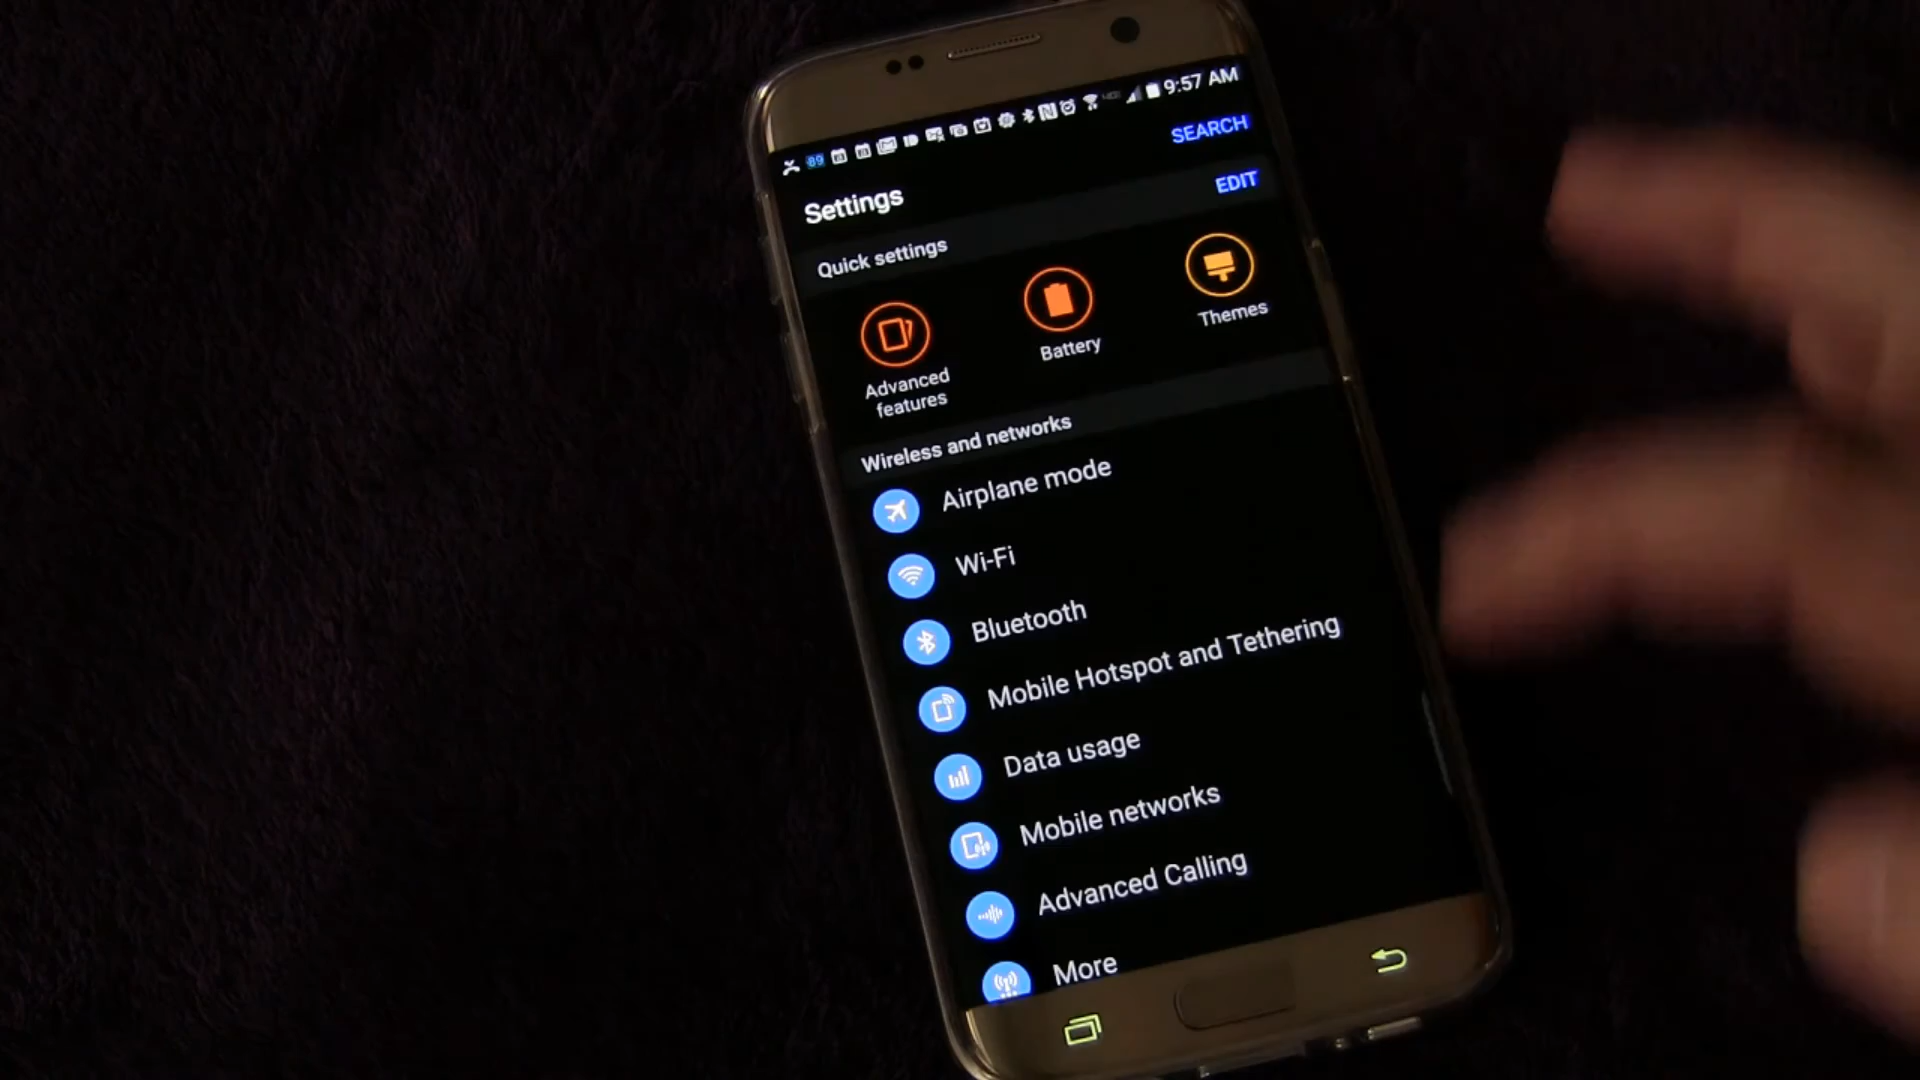 89 9:57 AM
SEARCH
Settings
EDIT
Quick settings
Advanced
features
Battery
Themes
Wireless and networks
Airplane mode
Wi-Fi
Bluetooth
Mobile Hotspot and Tethering
Data usage
Mobile networks
Advanced Calling
More